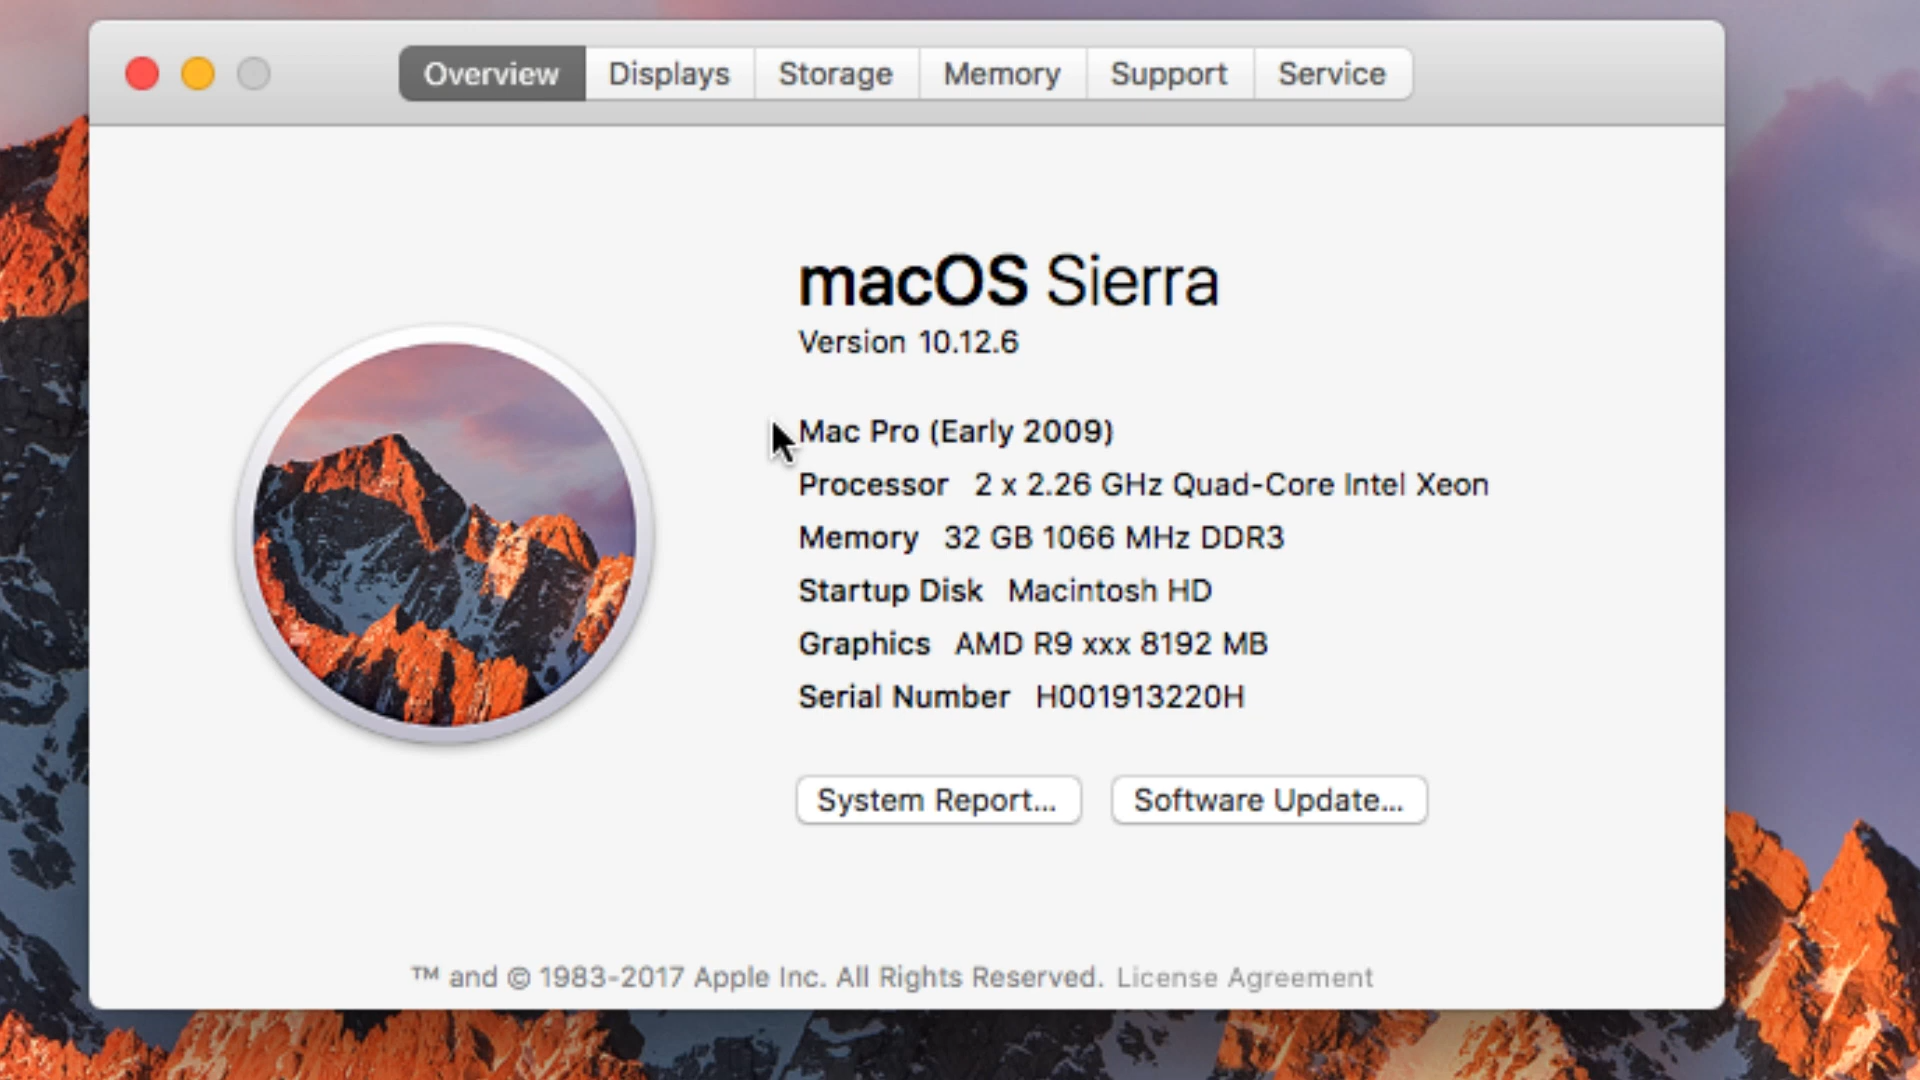 Overview Displays Storage Memory Support Service
macOS Sierra
Version 10.12.6
Mac Pro (Early 2009)
Processor 2 x 2.26 GHz Quad-Core Intel Xeon
Memory 32 GB 1066 MHz DDR3
Startup Disk Macintosh HD
Graphics AMD R9 xxx 8192 MB
Serial Number H001913220H
System Report... Software Update...
™ and © 1983-2017 Apple Inc. All Rights Reserved. License Agreement